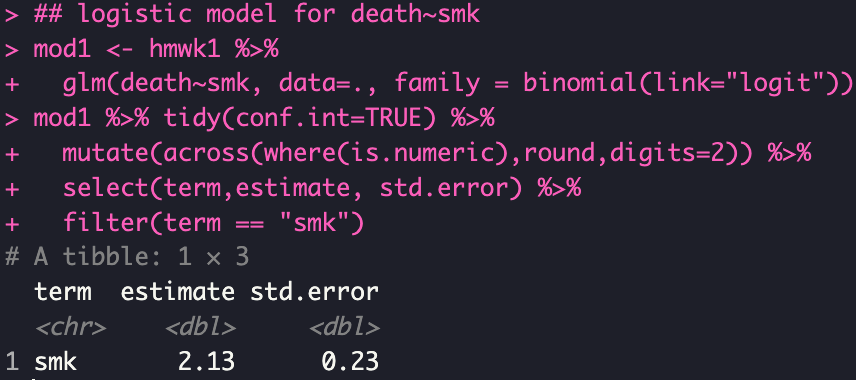 > ## logistic model for death~smk
> mod1 <- hmwk1 %>%
+   glm(death~smk, data=., family = binomial(link="logit"))
> mod1 %>% tidy(conf.int=TRUE) %>%
+   mutate(across(where(is.numeric),round,digits=2)) %>%
+   select(term,estimate, std.error) %>%
+   filter(term == "smk")
# A tibble: 1 × 3
  term  estimate std.error
  <chr>    <dbl>     <dbl>
1 smk       2.13      0.23